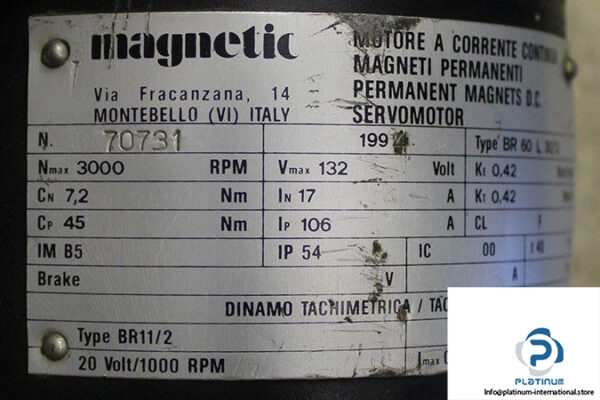 magnetic
Via Fracanzana, 14 –
MONTEBELLO (VI) ITALY
MOTORE A CORRENTE
MAGNETI PERMANENTI
PERMANENT MAGNETS D.C.
SERVOMOTOR
N. 70731 199 Type BR 60 L
Nmax 3000 RPM Vmax 132 Volt KE 0,42
CN 7,2 Nm IN 17 A KT 0,42
CP 45 Nm IP 106 A CL F
IM B5 IP 54 IC 00 t 40
Brake V A
DINAMO TACHIMETRICA /
Type BR11/2
20 Volt/1000 RPM
PLATINUM
Info@platinum-international.store